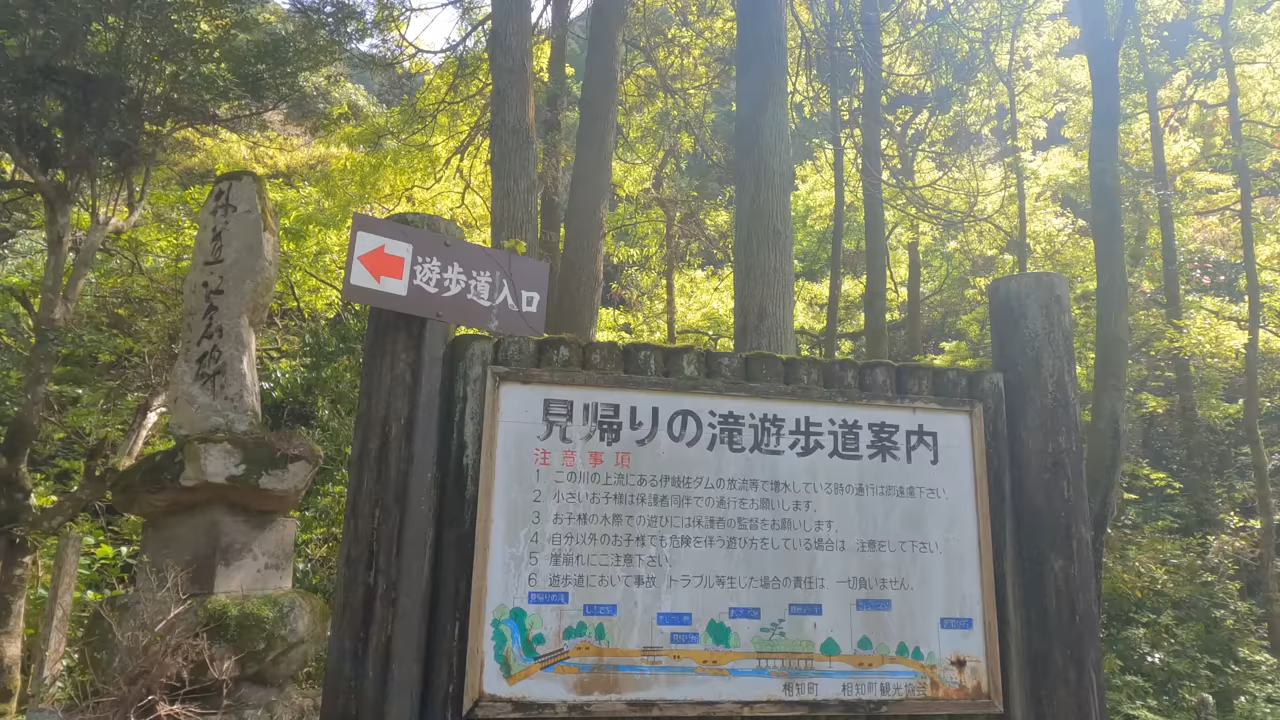 遊歩道入口
見帰りの滝遊歩道案内
注意事項
1 この川の上流にある伊岐佐ダムの放流等で増水している時の通行は御遠慮下さい.
2. 小さいお子様は保護者同伴での通行をお願いします.
3. お子様の水際での遊びには保護者の監督をお願いします.
4. 自分以外のお子様でも危険を伴う遊び方をしている場合は 注意をして下さい.
5 崖崩れにご注意下さい.
6 遊歩道において事故 トラブル等生じた場合の責任は、一切負いません。
見帰りの滝
相知町 相知町観光協会